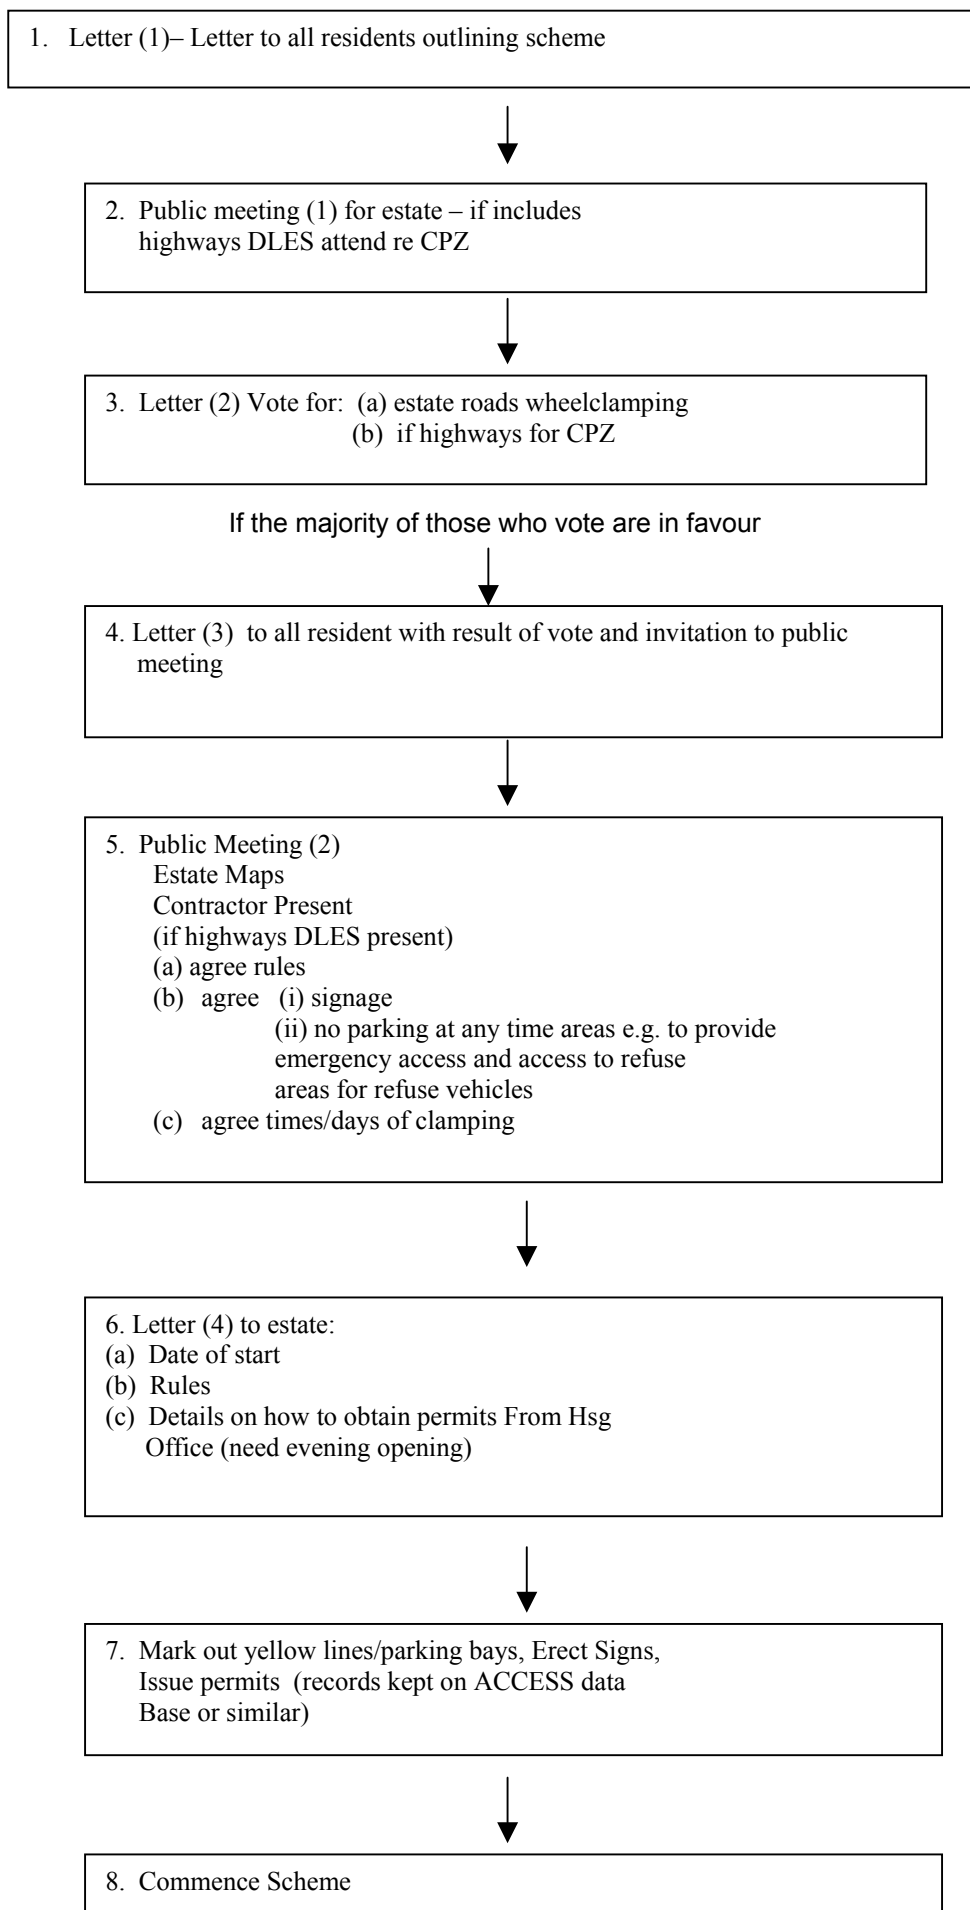 1. Letter (1)– Letter to all residents outlining scheme
2. Public meeting (1) for estate – if includes
highways DLES attend re CPZ
3. Letter (2) Vote for: (a) estate roads wheelclamping
(b) if highways for CPZ
If the majority of those who vote are in favour
4. Letter (3) to all resident with result of vote and invitation to public
meeting
5. Public Meeting (2)
Estate Maps
Contractor Present
(if highways DLES present)
(a) agree rules
(b) agree (i) signage
(ii) no parking at any time areas e.g. to provide
emergency access and access to refuse
areas for refuse vehicles
(c) agree times/days of clamping
6. Letter (4) to estate:
(a) Date of start
(b) Rules
(c) Details on how to obtain permits From Hsg
Office (need evening opening)
7. Mark out yellow lines/parking bays, Erect Signs,
Issue permits (records kept on ACCESS data
Base or similar)
8. Commence Scheme